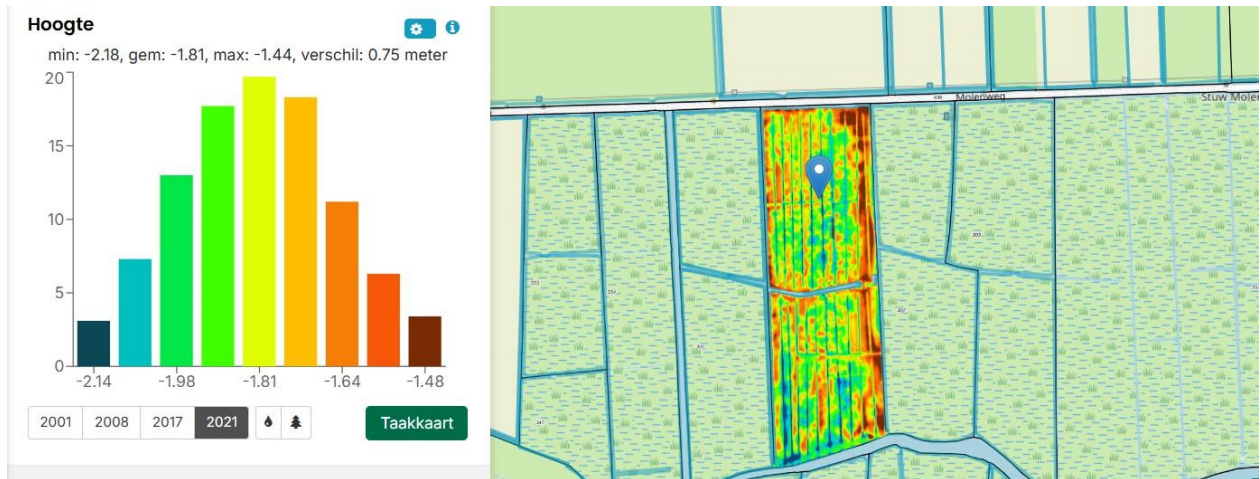 Hoogte
min: -2.18, gem: -1.81, max: -1.44, verschil: 0.75 meter
20
15
10
5
0
-2.14 -1.98 -1.81 -1.64 -1.48
2001 2008 2017 2021
Taakkaart
Molenweg
Stuw Molen